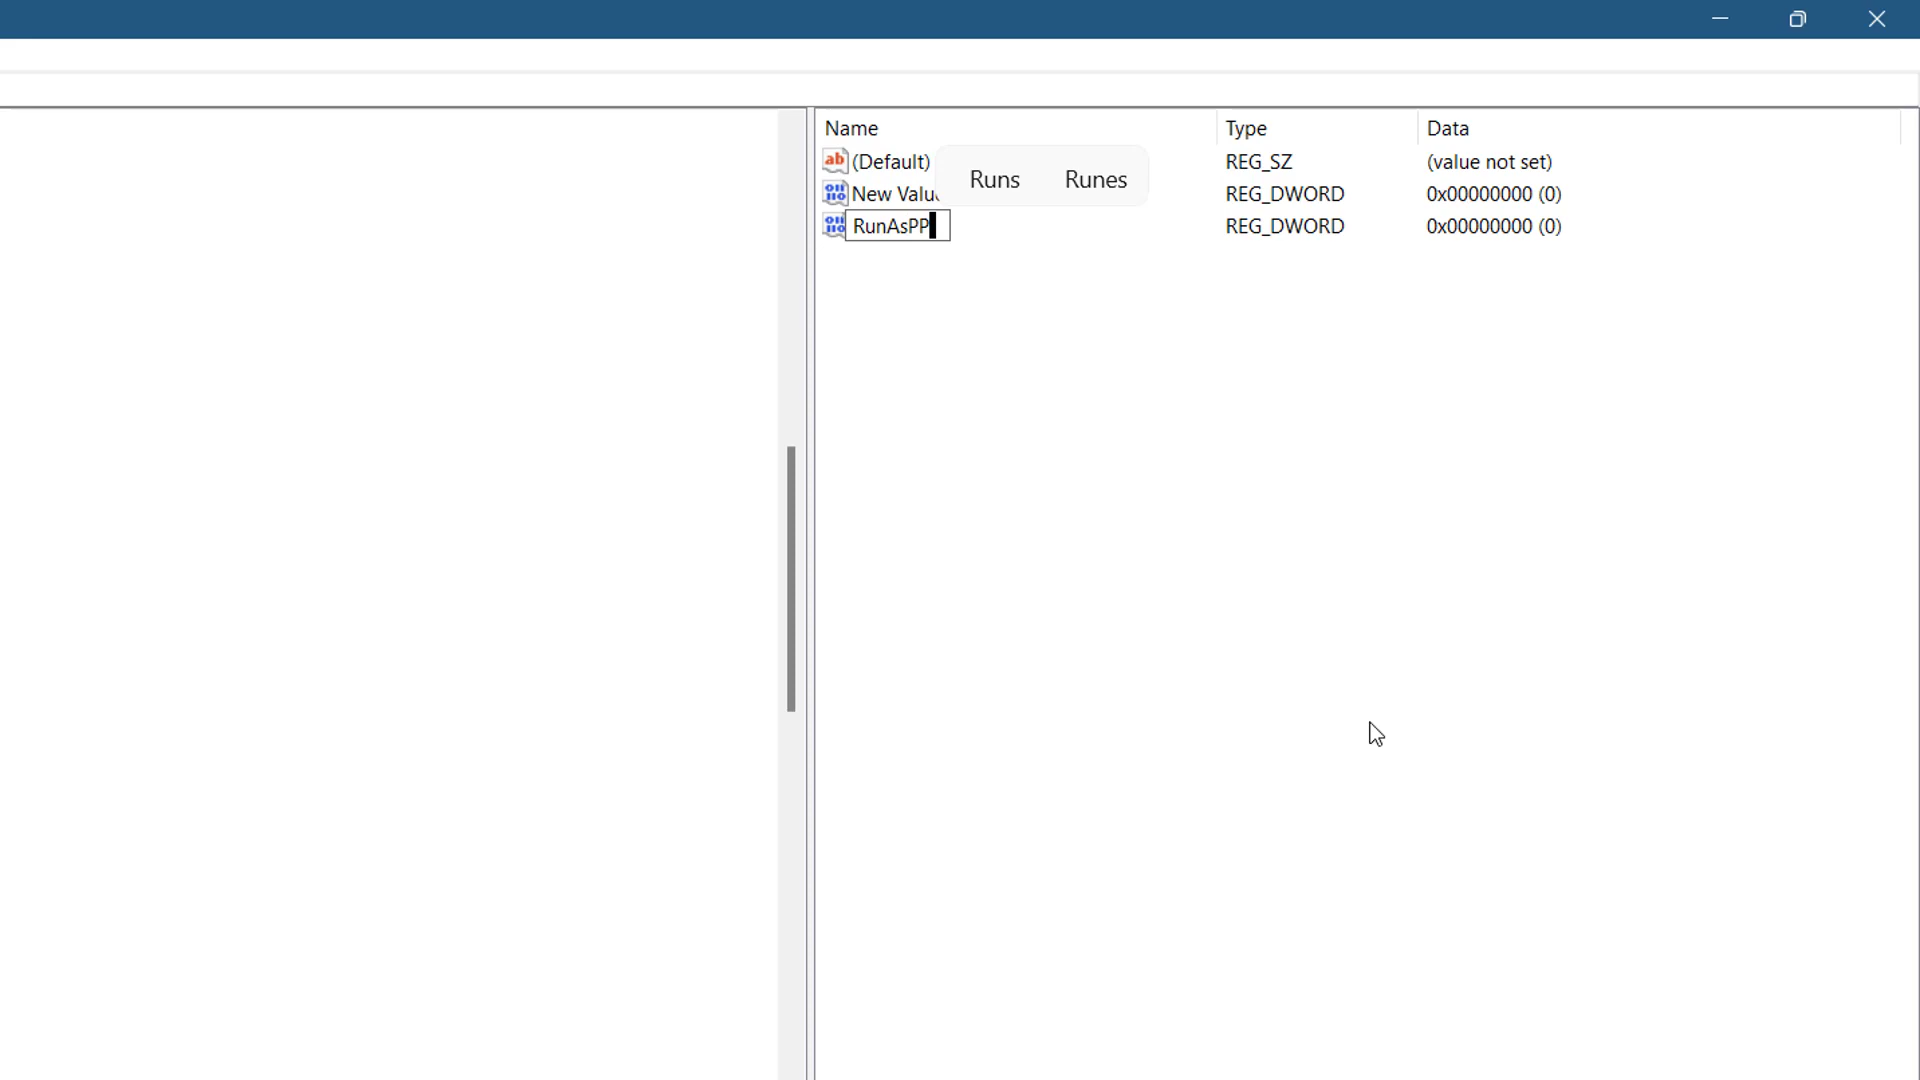 Name Type Data
(Default) REG_SZ (value not set)
Runs Runes
New Valu REG_DWORD 0x00000000 (0)
RunAsPP REG_DWORD 0x00000000 (0)